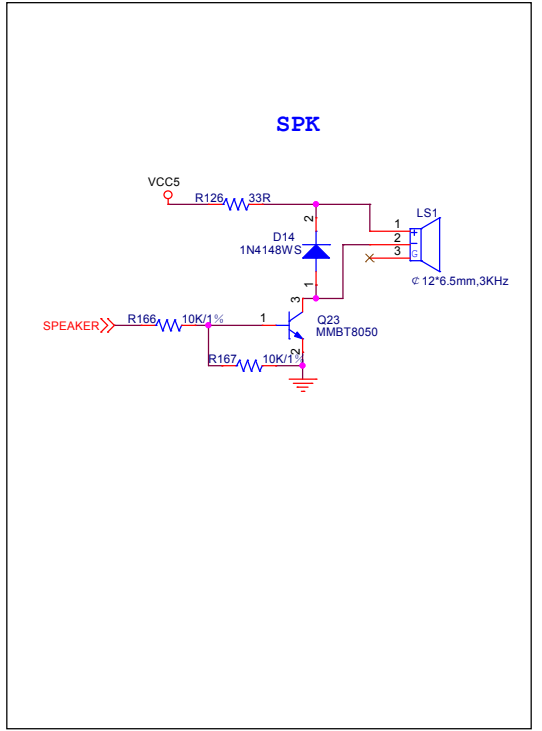 SPK
VCC5
R126 33R
LS1
2
1
D14
2
1N4148WS
3
G
¢12*6.5mm,3KHz
1
3
Q23
SPEAKER
R166 10K/1%
1
MMBT8050
2
R167 10K/1%